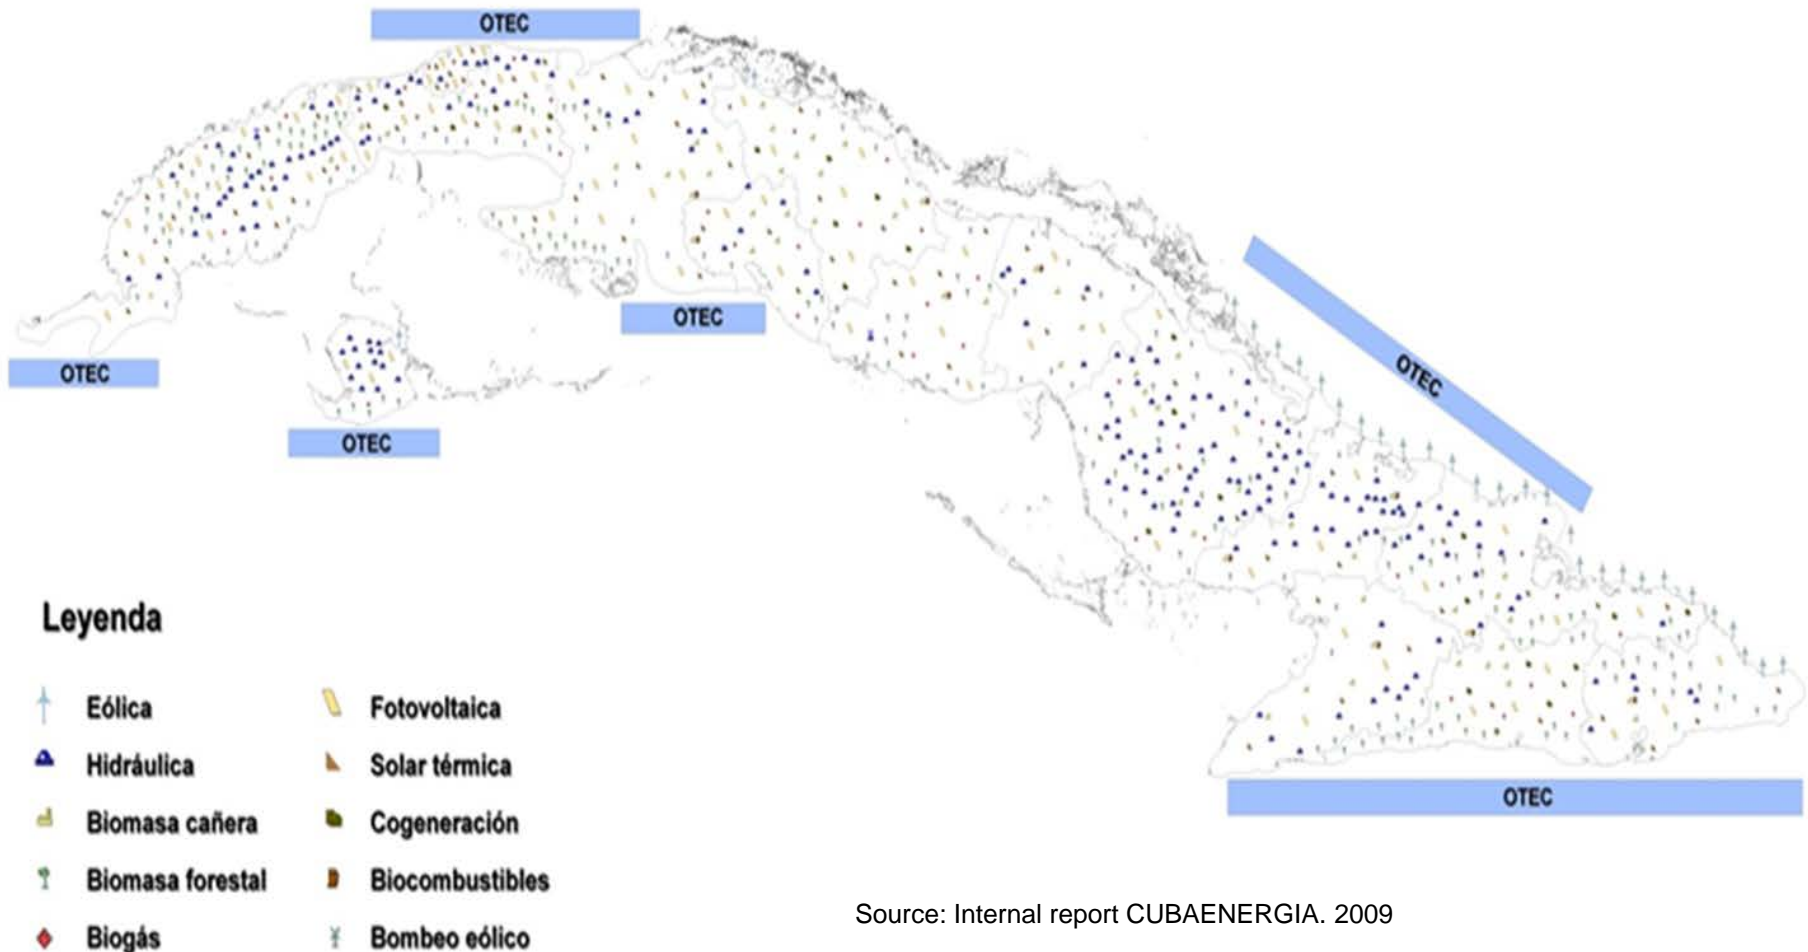 OTEC
OTEC
OTEC
OTEC
OTEC
OTEC
Leyenda
Eólica
Fotovoltaica
Hidráulica
Solar térmica
Biomasa cañera
Cogeneración
Biomasa forestal
Biocombustibles
Biogás
Bombeo eólico
Source: Internal report CUBAENERGIA. 2009